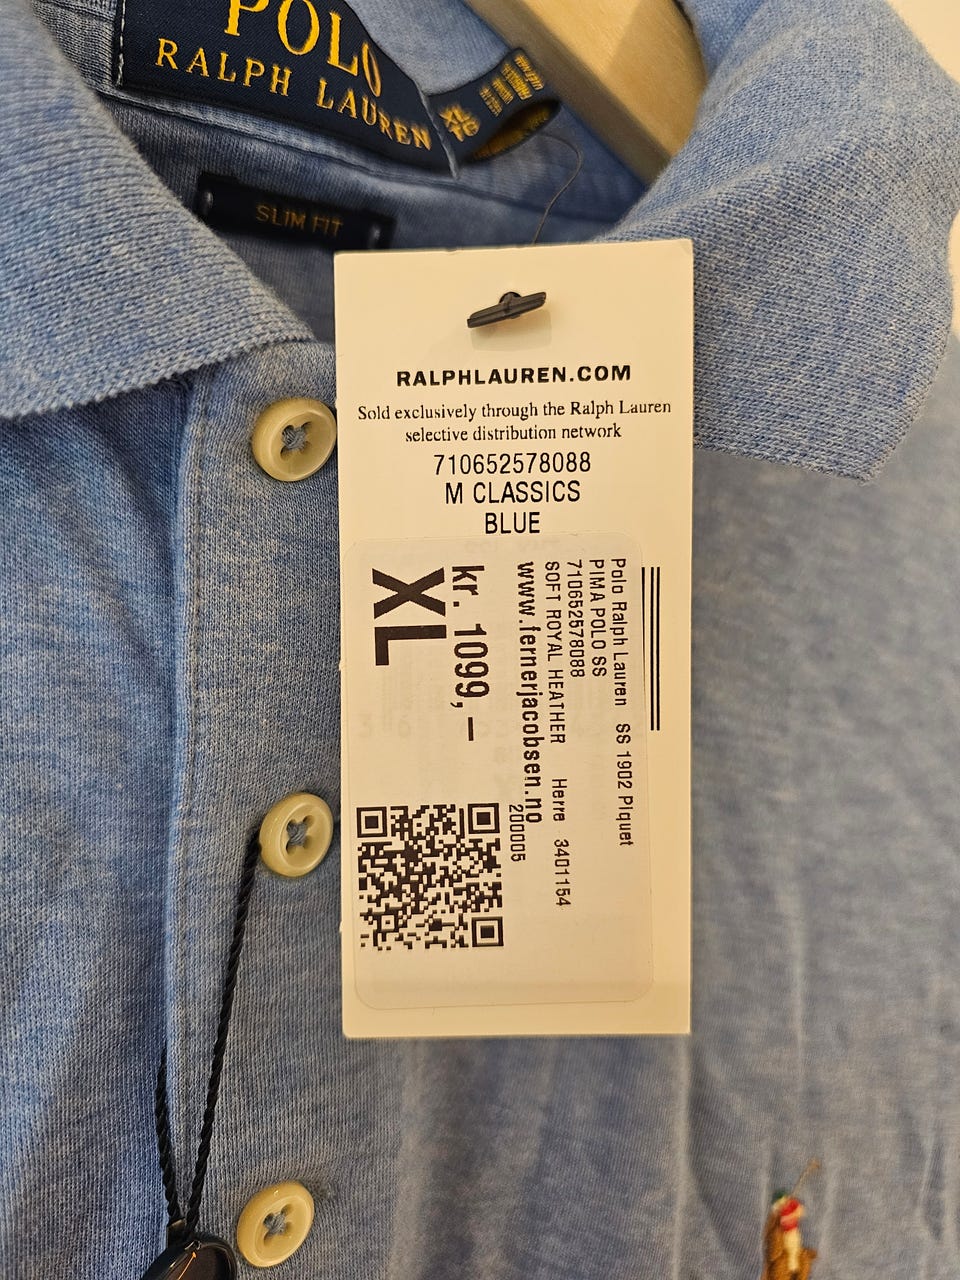 POLO
RALPH LAUREN
XL
TG
SLIM FIT
RALPHLAUREN.COM
Sold exclusively through the Ralph Lauren
selective distribution network
710652578088
M CLASSICS
BLUE
Polo Ralph Lauren SS 1902 Piquet
PIMA POLO SS
710652578088
SOFT ROYAL HEATHER Herre 3401154
www.fernerjacobsen.no
200005
kr. 1099,–
XL